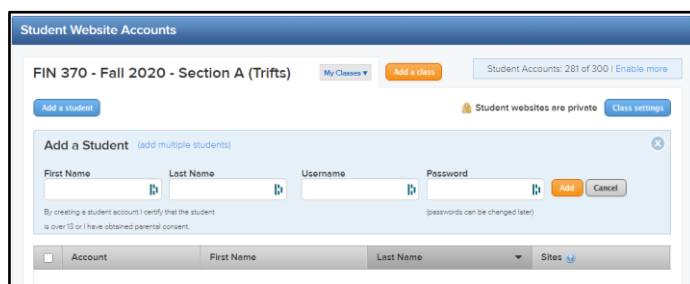 Student Website Accounts
FIN 370 - Fall 2020 - Section A (Trifts)
My Classes ▼
Add a class
Student Accounts: 281 of 300 | Enable more
Add a student
Student websites are private
Class settings
Add a Student (add multiple students)
First Name Last Name Username Password
Add Cancel
By creating a student account I certify that the student
is over 13 or I have obtained parental consent.
(passwords can be changed later)
Account First Name Last Name ▼ Sites ?